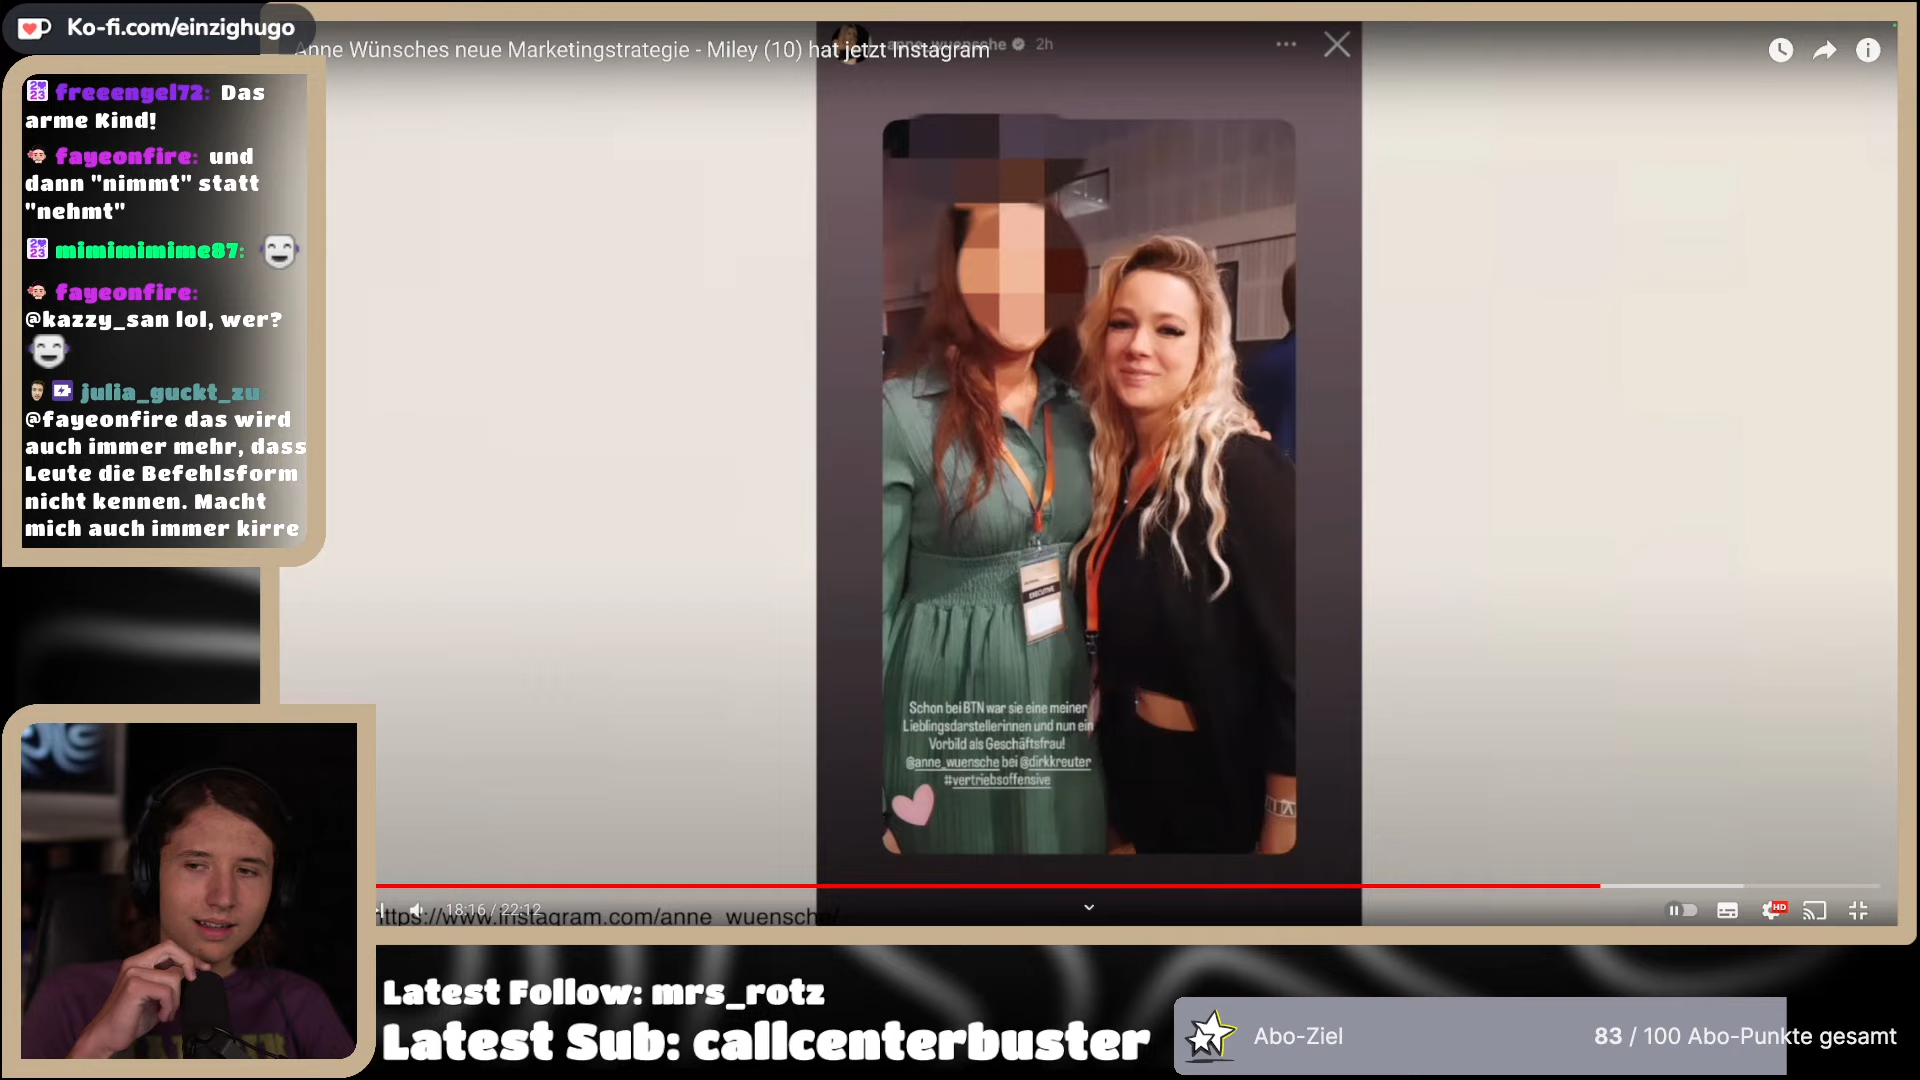 Ko-fi.com/einzighugo
Anne Wünsches neue Marketingstrategie - Miley (10) hat jetzt Instagram
anne_wuensche 2h
freeengel72: Das
arme Kind!
fayeonfire: und
dann "nimmt" statt
"nehmt"
mimimimime87:
fayeonfire:
@kazzy_san lol, wer?
julia_guckt_zu
@fayeonfire das wird
auch immer mehr, dass
Leute die Befehlsform
nicht kennen. Macht
mich auch immer kirre
EXECUTIVE
Schon bei BTN war sie eine meiner
Lieblingsdarstellerinnen und nun ein
Vorbild als Geschäftsfrau!
@anne_wuensche bei @dirkkreuter
#vertriebsoffensive
18:16 / 22:12
https://www.instagram.com/anne_wuensche/
HD
Latest Follow: mrs_rotz
Latest Sub: callcenterbuster
Abo-Ziel
83 / 100 Abo-Punkte gesamt